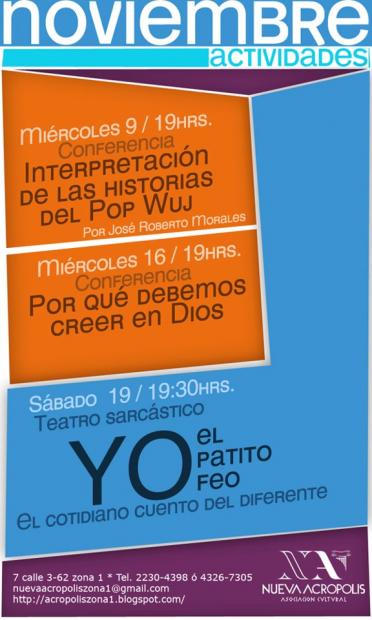 noviembre
actividades
Miércoles 9 / 19hrs.
Conferencia
Interpretación
de las historias
del Pop Wuj
Por José Roberto Morales
Miércoles 16 / 19hrs.
Conferencia
Por qué debemos
creer en Dios
Sábado 19 / 19:30hrs.
Teatro sarcástico
YO el
patito
feo
El cotidiano cuento del diferente
7 calle 3-62 zona 1 * Tel. 2230-4398 ó 4326-7305
nuevaacropoliszona1@gmail.com
http://acropoliszona1.blogspot.com/
NA
NUEVA ACROPOLIS
ASOCIACION CULTURAL